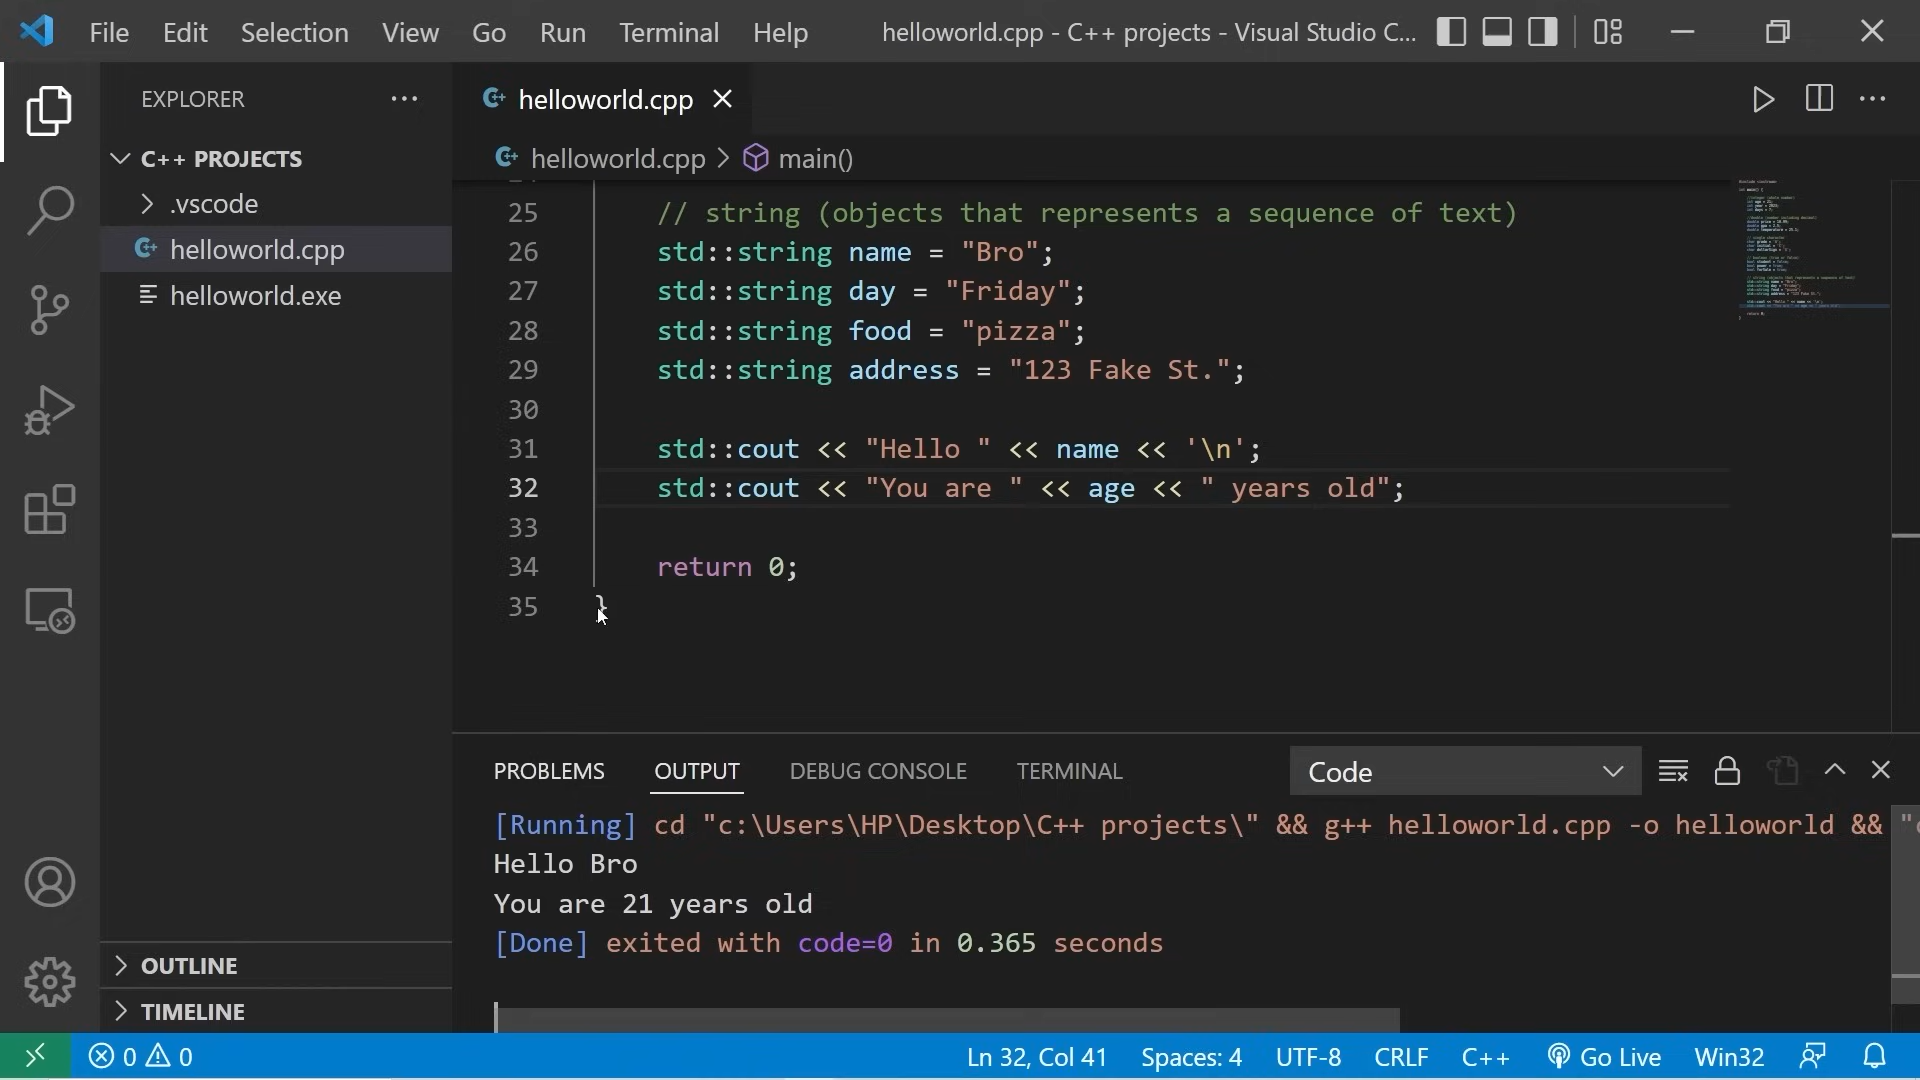 File Edit Selection View Go Run Terminal Help helloworld.cpp - C++ projects - Visual Studio C...
EXPLORER
C++ PROJECTS
.vscode
helloworld.cpp
helloworld.exe
OUTLINE
TIMELINE
helloworld.cpp
helloworld.cpp > main()
25 // string (objects that represents a sequence of text)
26 std::string name = "Bro";
27 std::string day = "Friday";
28 std::string food = "pizza";
29 std::string address = "123 Fake St.";
30
31 std::cout << "Hello " << name << '\n';
32 std::cout << "You are " << age << " years old";
33
34 return 0;
35 }
PROBLEMS OUTPUT DEBUG CONSOLE TERMINAL Code
[Running] cd "c:\Users\HP\Desktop\C++ projects\" && g++ helloworld.cpp -o helloworld && "
Hello Bro
You are 21 years old
[Done] exited with code=0 in 0.365 seconds
0 0 Ln 32, Col 41 Spaces: 4 UTF-8 CRLF C++ Go Live Win32